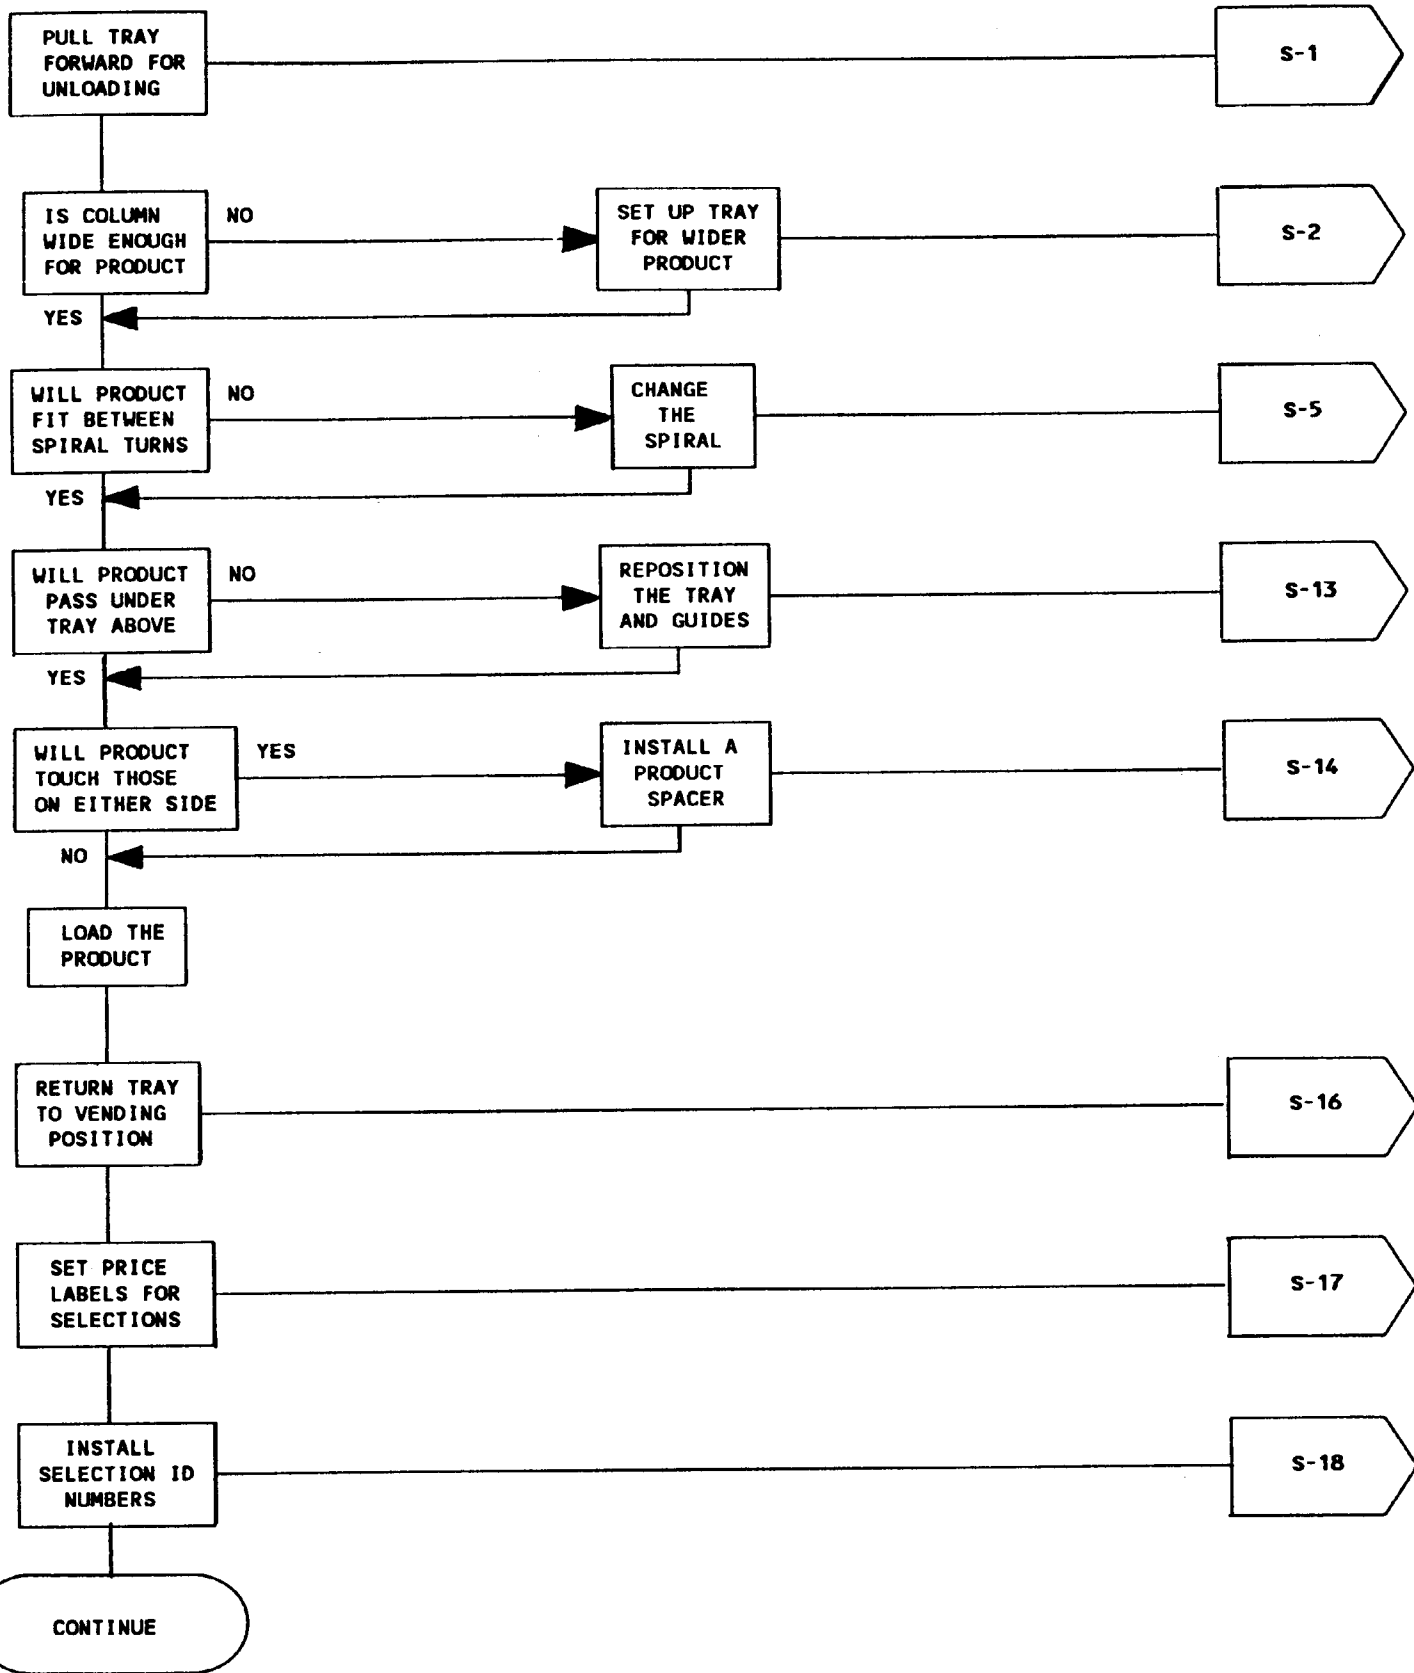 PULL TRAY
FORWARD FOR
UNLOADING
S-1
IS COLUMN
WIDE ENOUGH
FOR PRODUCT
NO
SET UP TRAY
FOR WIDER
PRODUCT
S-2
YES
WILL PRODUCT
FIT BETWEEN
SPIRAL TURNS
NO
CHANGE
THE
SPIRAL
S-5
YES
WILL PRODUCT
PASS UNDER
TRAY ABOVE
NO
REPOSITION
THE TRAY
AND GUIDES
S-13
YES
WILL PRODUCT
TOUCH THOSE
ON EITHER SIDE
YES
INSTALL A
PRODUCT
SPACER
S-14
NO
LOAD THE
PRODUCT
RETURN TRAY
TO VENDING
POSITION
S-16
SET PRICE
LABELS FOR
SELECTIONS
S-17
INSTALL
SELECTION ID
NUMBERS
S-18
CONTINUE